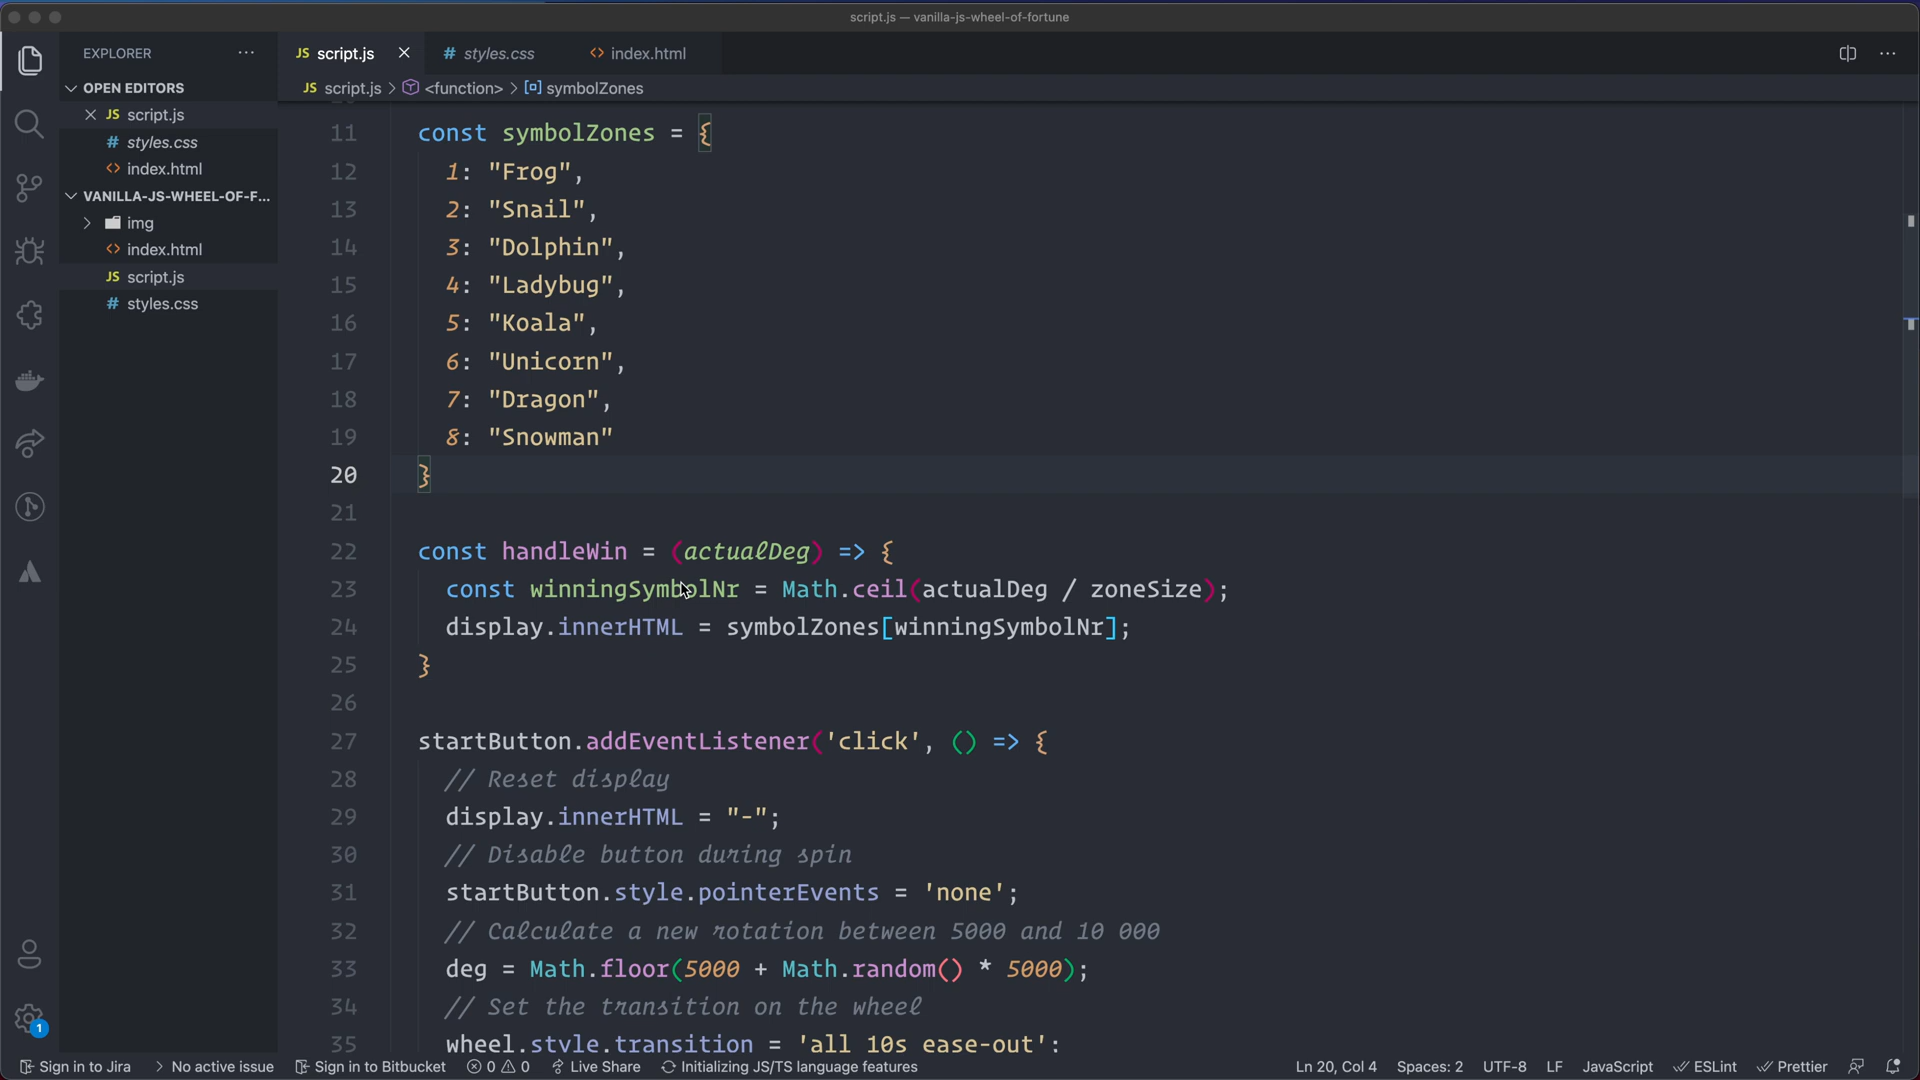 script.js — vanilla-js-wheel-of-fortune
EXPLORER
JS script.js
# styles.css
<> index.html
OPEN EDITORS
JS script.js > <function> > symbolZones
JS script.js
# styles.css
<> index.html
VANILLA-JS-WHEEL-OF-F...
img
<> index.html
JS script.js
# styles.css
11 const symbolZones = {
12 1: "Frog",
13 2: "Snail",
14 3: "Dolphin",
15 4: "Ladybug",
16 5: "Koala",
17 6: "Unicorn",
18 7: "Dragon",
19 8: "Snowman"
20 }
21
22 const handleWin = (actualDeg) => {
23 const winningSymbolNr = Math.ceil(actualDeg / zoneSize);
24 display.innerHTML = symbolZones[winningSymbolNr];
25 }
26
27 startButton.addEventListener('click', () => {
28 // Reset display
29 display.innerHTML = "-";
30 // Disable button during spin
31 startButton.style.pointerEvents = 'none';
32 // Calculate a new rotation between 5000 and 10 000
33 deg = Math.floor(5000 + Math.random() * 5000);
34 // Set the transition on the wheel
35 wheel.style.transition = 'all 10s ease-out';
1
Sign in to Jira > No active issue Sign in to Bitbucket 0 0 Live Share Initializing JS/TS language features Ln 20, Col 4 Spaces: 2 UTF-8 LF JavaScript ESLint Prettier